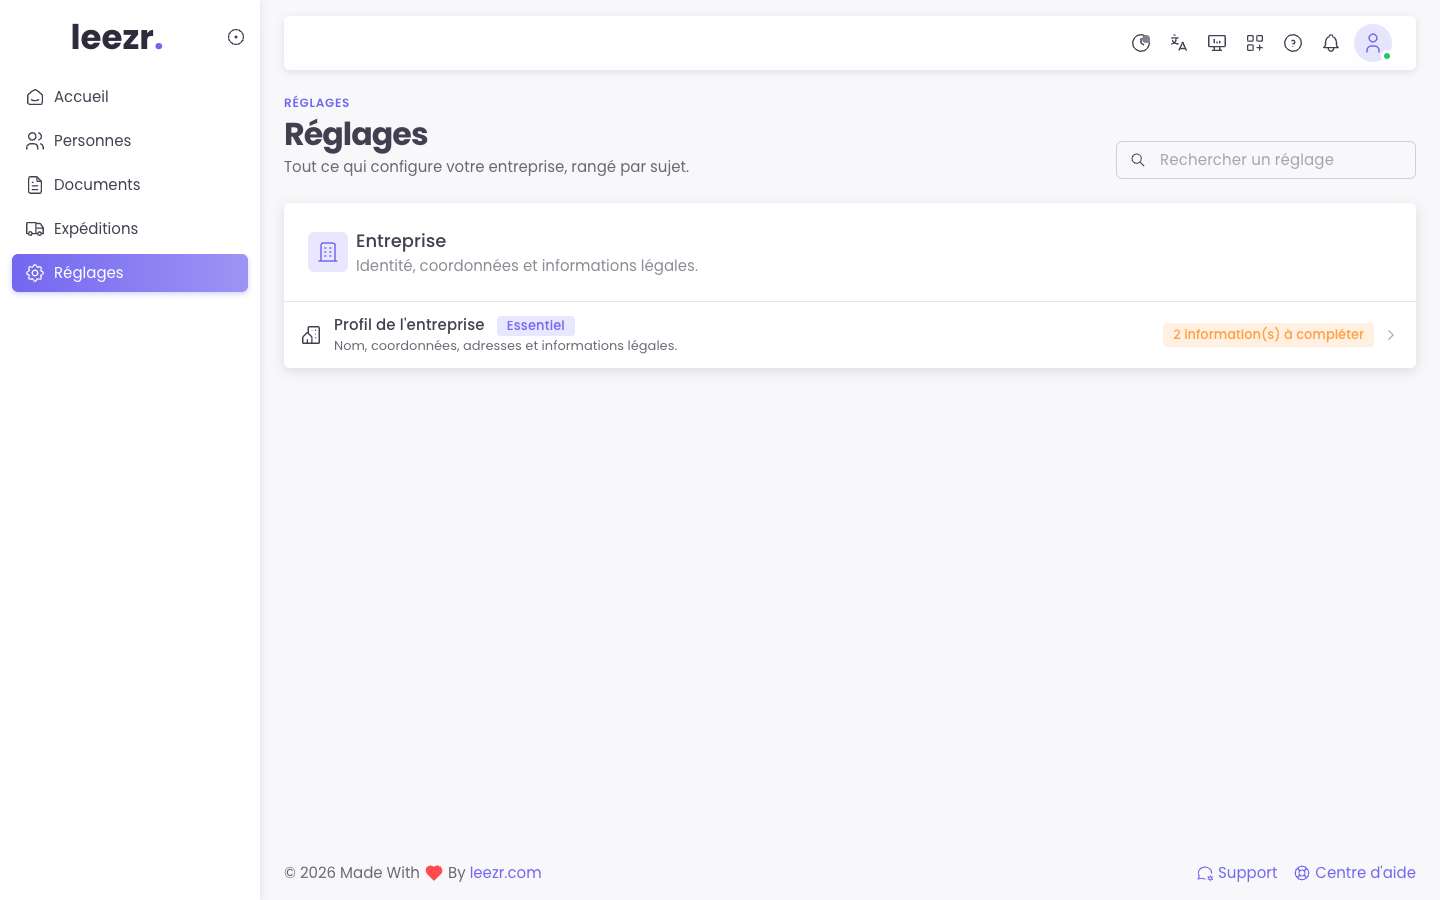 leezr.
Accueil
Personnes
Documents
Expéditions
Réglages
RÉGLAGES
Réglages
Tout ce qui configure votre entreprise, rangé par sujet.
Rechercher un réglage
Entreprise
Identité, coordonnées et informations légales.
Profil de l'entreprise Essentiel
Nom, coordonnées, adresses et informations légales.
2 information(s) à compléter
© 2026 Made With By leezr.com
Support Centre d'aide